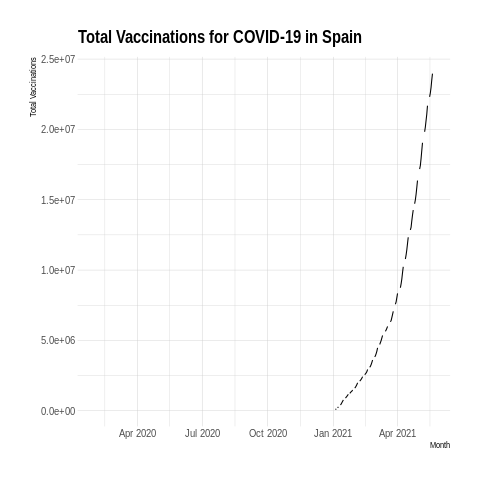 Total Vaccinations for COVID-19 in Spain
Total Vaccinations
2.5e+07
2.0e+07
1.5e+07
1.0e+07
5.0e+06
0.0e+00
Apr 2020 Jul 2020 Oct 2020 Jan 2021 Apr 2021
Month